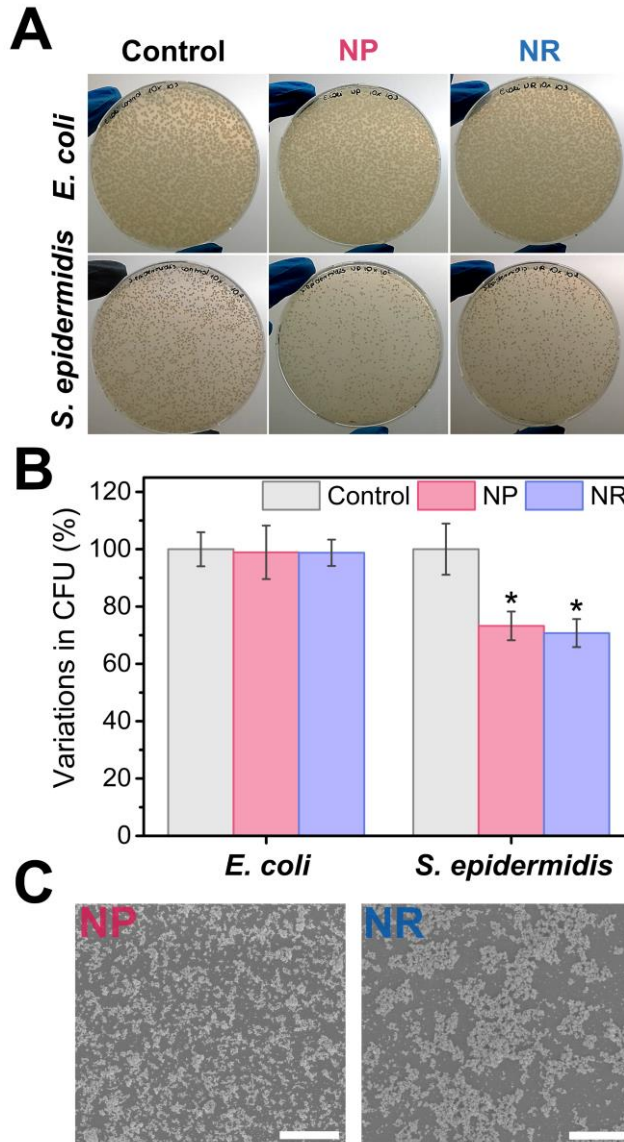 A
Control NP NR
E. coli
S. epidermidis
B
Control NP NR
Variations in CFU (%)
120
100
80
60
40
20
0
E. coli S. epidermidis
C
NP NR